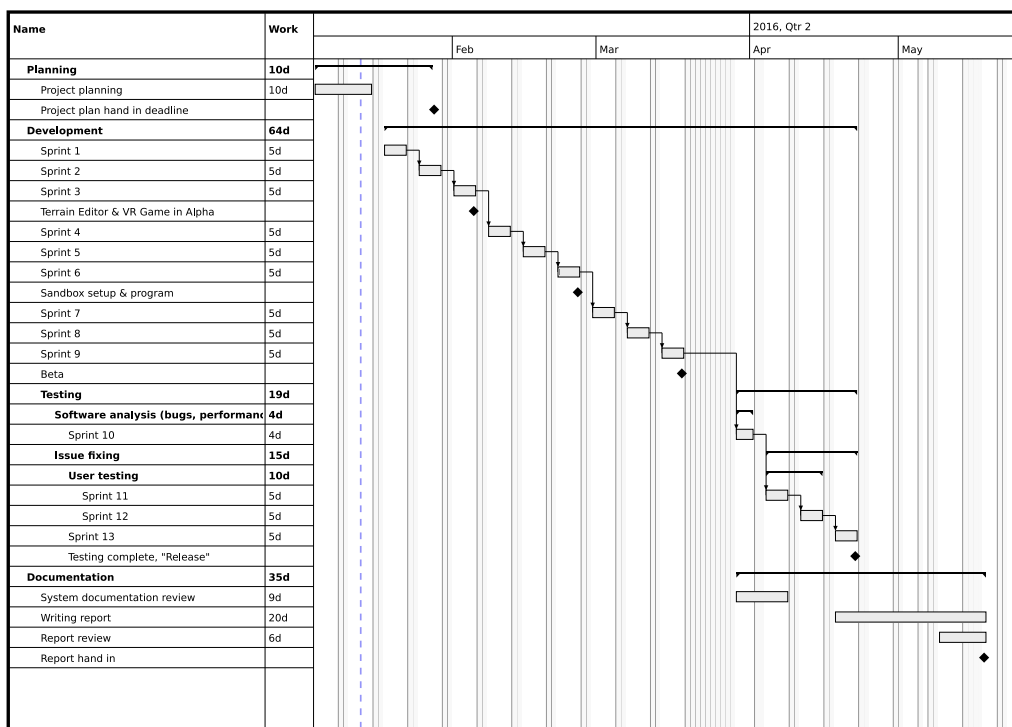 Name Work 2016, Qtr 2
Feb Mar Apr May
Planning 10d
Project planning 10d
Project plan hand in deadline
Development 64d
Sprint 1 5d
Sprint 2 5d
Sprint 3 5d
Terrain Editor & VR Game in Alpha
Sprint 4 5d
Sprint 5 5d
Sprint 6 5d
Sandbox setup & program
Sprint 7 5d
Sprint 8 5d
Sprint 9 5d
Beta
Testing 19d
Software analysis (bugs, performanc 4d
Sprint 10 4d
Issue fixing 15d
User testing 10d
Sprint 11 5d
Sprint 12 5d
Sprint 13 5d
Testing complete, "Release"
Documentation 35d
System documentation review 9d
Writing report 20d
Report review 6d
Report hand in